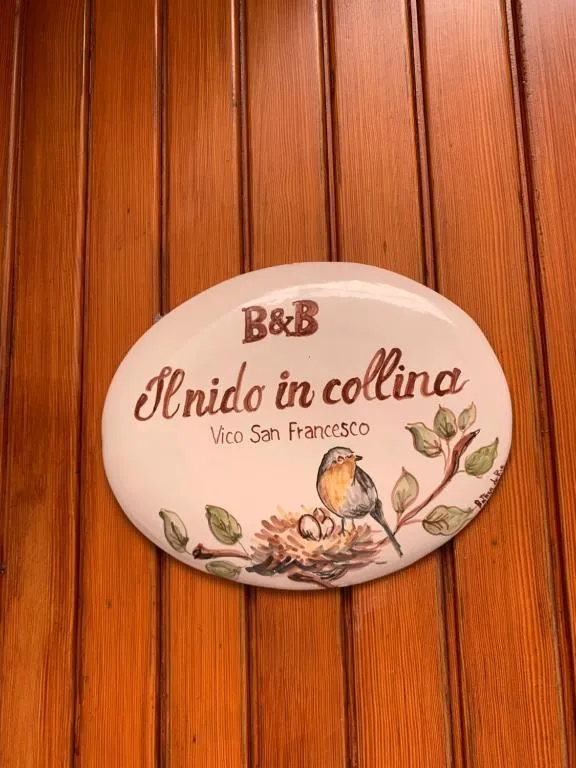 B&B
Il nido in collina
Vico San Francesco